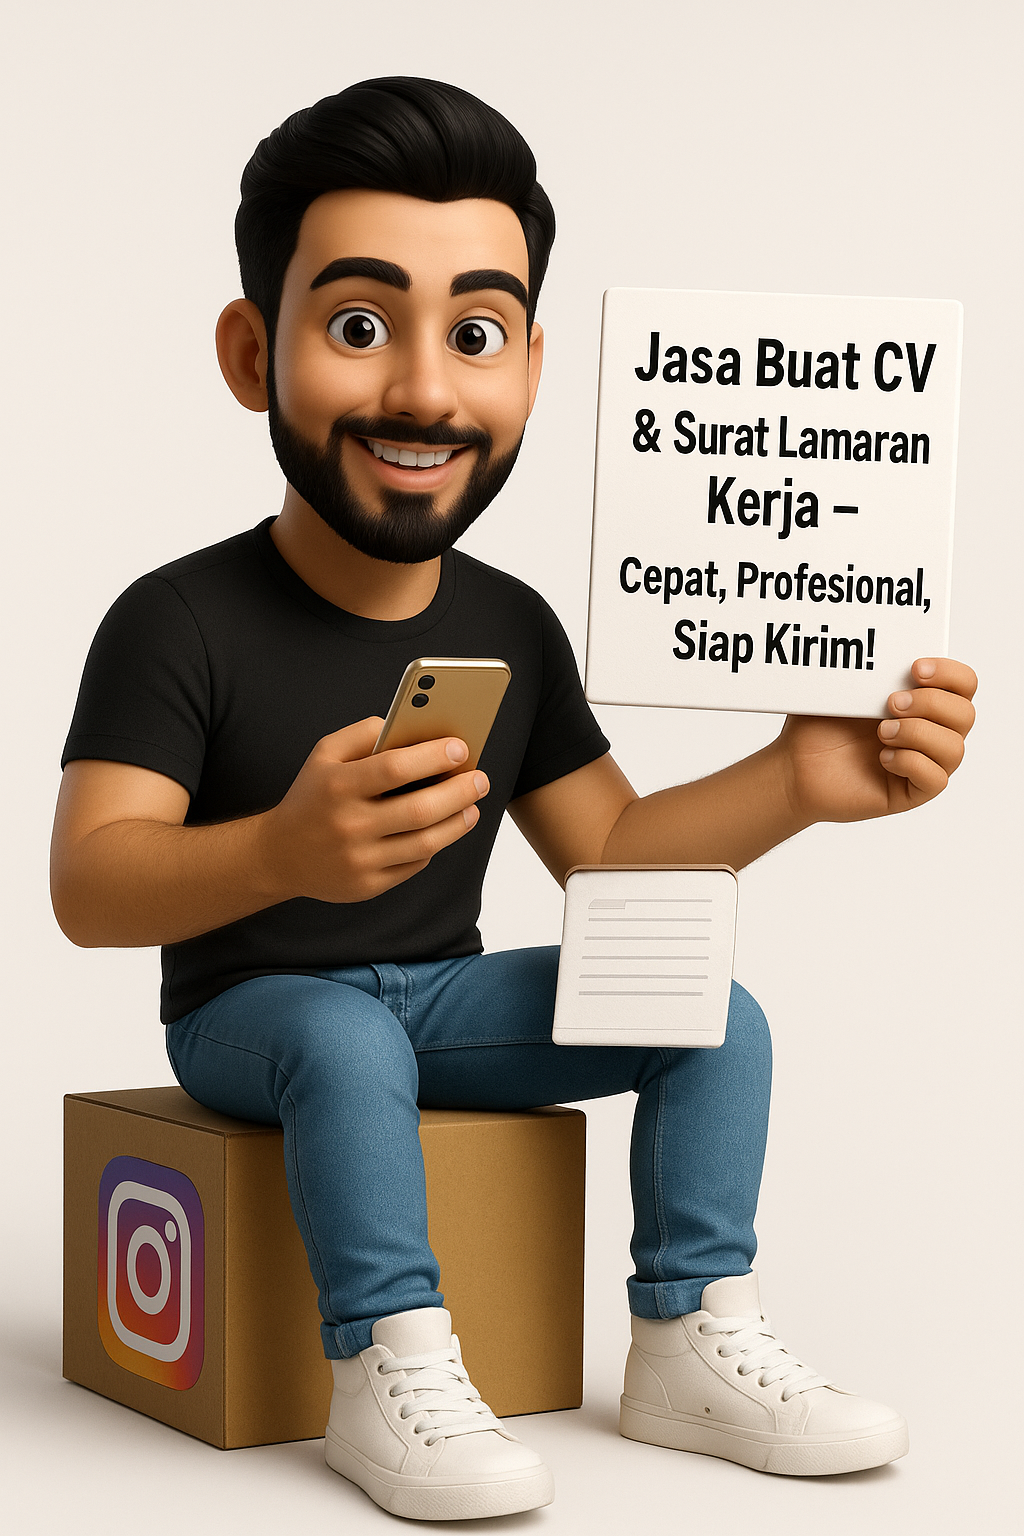 Jasa Buat CV
& Surat Lamaran
Kerja –
Cepat, Profesional,
Siap Kirim!